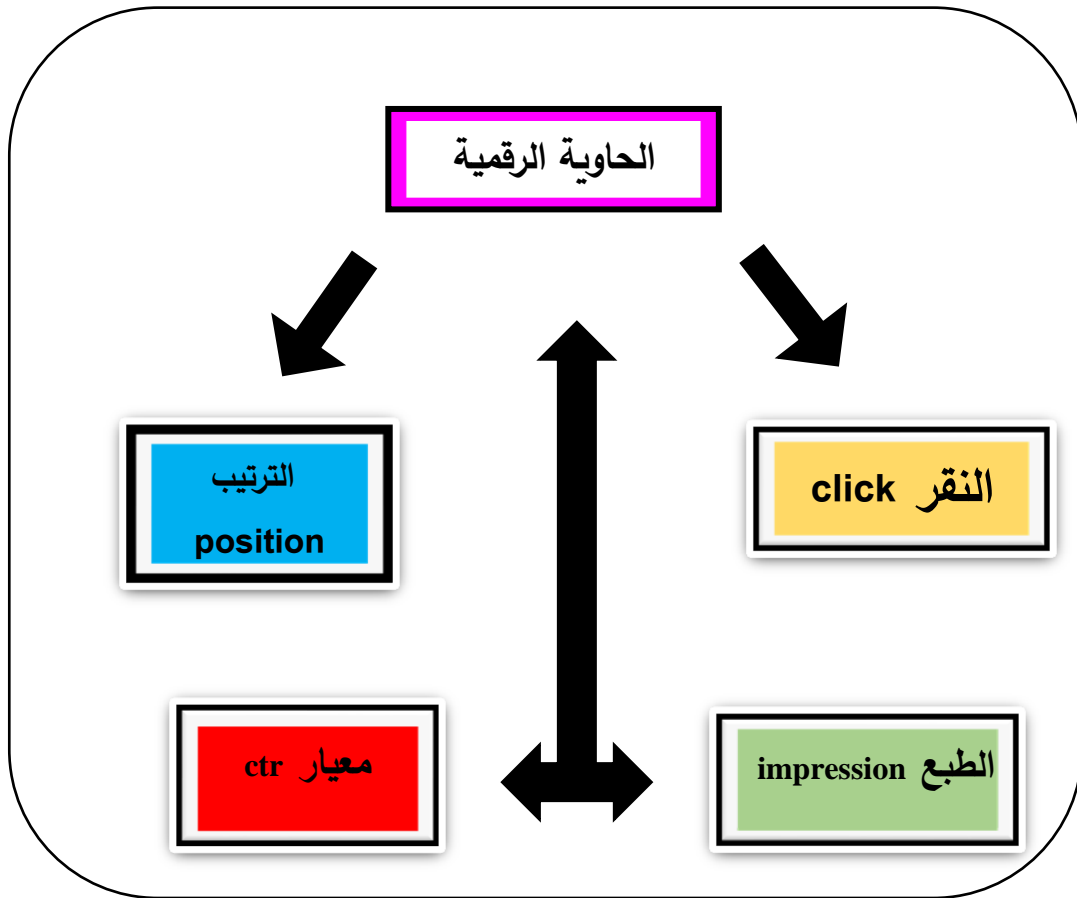 الحاوية الرقمية
النقر click
الترتيب
position
الطبع impression
معيار ctr